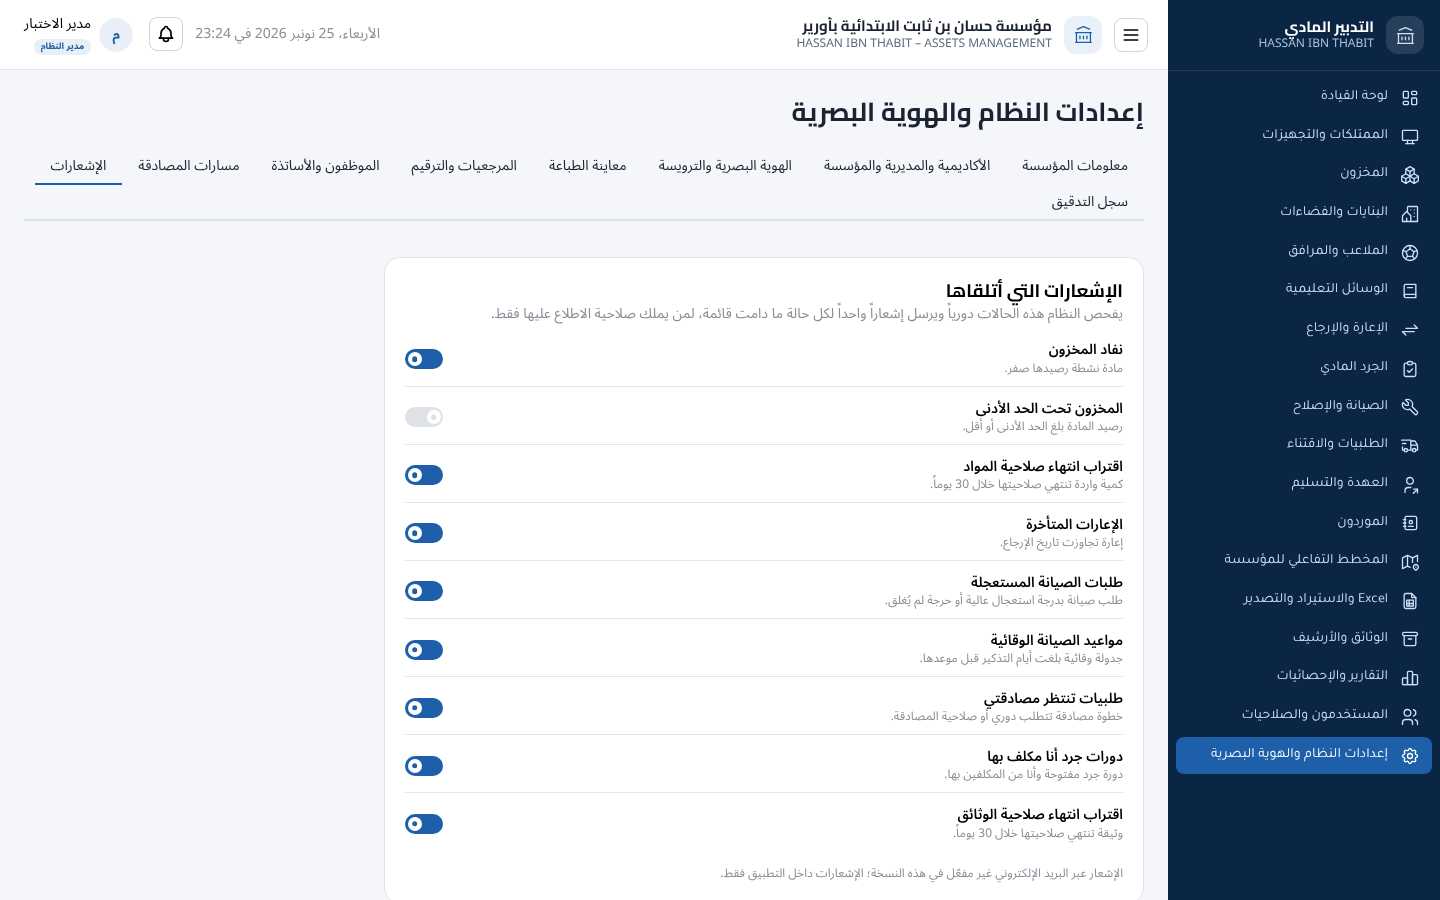 التدبير المادي
HASSAN IBN THABIT
لوحة القيادة
الممتلكات والتجهيزات
المخزون
البنايات والفضاءات
الملاعب والمرافق
الوسائل التعليمية
الإعارة والإرجاع
الجرد المادي
الصيانة والإصلاح
الطلبيات والاقتناء
العهدة والتسليم
الموردون
المخطط التفاعلي للمؤسسة
Excel والاستيراد والتصدير
الوثائق والأرشيف
التقارير والإحصائيات
المستخدمون والصلاحيات
إعدادات النظام والهوية البصرية
مؤسسة حسان بن ثابت الابتدائية بأورير
HASSAN IBN THABIT – ASSETS MANAGEMENT
الأربعاء، 25 نونبر 2026 في 23:24
م
مدير الاختبار
مدير النظام
إعدادات النظام والهوية البصرية
معلومات المؤسسة
الأكاديمية والمديرية والمؤسسة
الهوية البصرية والترويسة
معاينة الطباعة
المرجعيات والترقيم
الموظفون والأساتذة
مسارات المصادقة
الإشعارات
سجل التدقيق
الإشعارات التي أتلقاها
يفحص النظام هذه الحالات دورياً ويرسل إشعاراً واحداً لكل حالة ما دامت قائمة، لمن يملك صلاحية الاطلاع عليها فقط.
نفاد المخزون
مادة نشطة رصيدها صفر.
المخزون تحت الحد الأدنى
رصيد المادة بلغ الحد الأدنى أو أقل.
اقتراب انتهاء صلاحية المواد
كمية واردة تنتهي صلاحيتها خلال 30 يوماً.
الإعارات المتأخرة
إعارة تجاوزت تاريخ الإرجاع.
طلبات الصيانة المستعجلة
طلب صيانة بدرجة استعجال عالية أو حرجة لم يُغلق.
مواعيد الصيانة الوقائية
جدولة وقائية بلغت أيام التذكير قبل موعدها.
طلبيات تنتظر مصادقتي
خطوة مصادقة تتطلب دوري أو صلاحية المصادقة.
دورات جرد أنا مكلف بها
دورة جرد مفتوحة وأنا من المكلفين بها.
اقتراب انتهاء صلاحية الوثائق
وثيقة تنتهي صلاحيتها خلال 30 يوماً.
الإشعار عبر البريد الإلكتروني غير مفعّل في هذه النسخة؛ الإشعارات داخل التطبيق فقط.